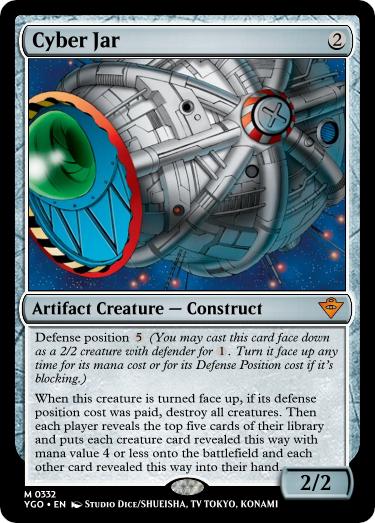 Cyber Jar 2
Artifact Creature — Construct
Defense position 5 (You may cast this card face down
as a 2/2 creature with defender for 1 . Turn it face up any
time for its mana cost or for its Defense Position cost if it's
blocking.)
When this creature is turned face up, if its defense
position cost was paid, destroy all creatures. Then
each player reveals the top five cards of their library
and puts each creature card revealed this way with
mana value 4 or less onto the battlefield and each
other card revealed this way into their hand.
2/2
M 0332
YGO • EN Studio Dice/SHUEISHA, TV TOKYO, KONAMI